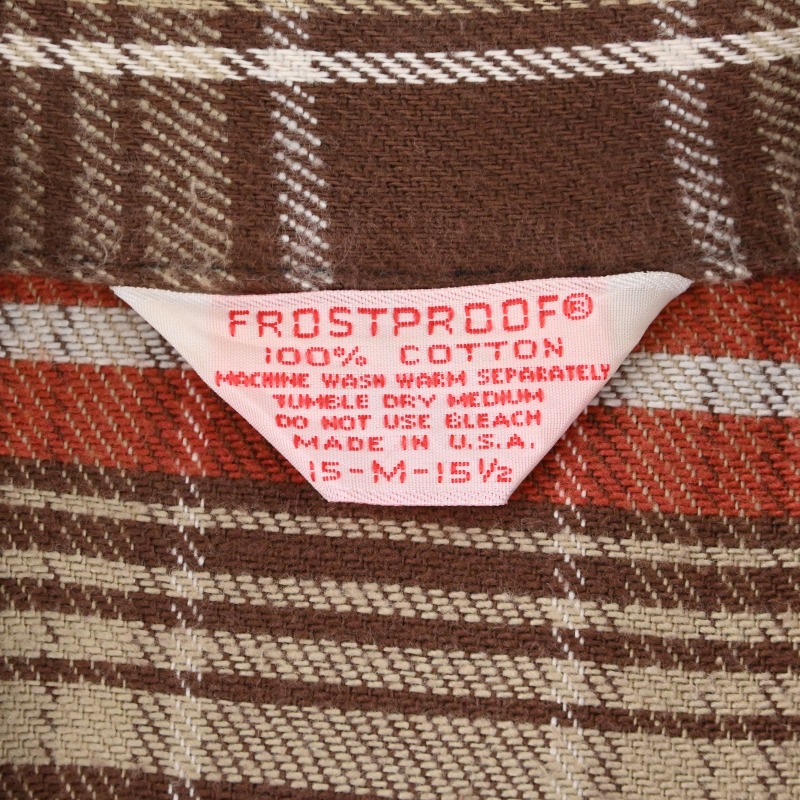 FROSTPROOF®
100% COTTON
MACHINE WASH WARM SEPARATELY
TUMBLE DRY MEDIUM
DO NOT USE BLEACH
MADE IN U.S.A.
15-M-15½